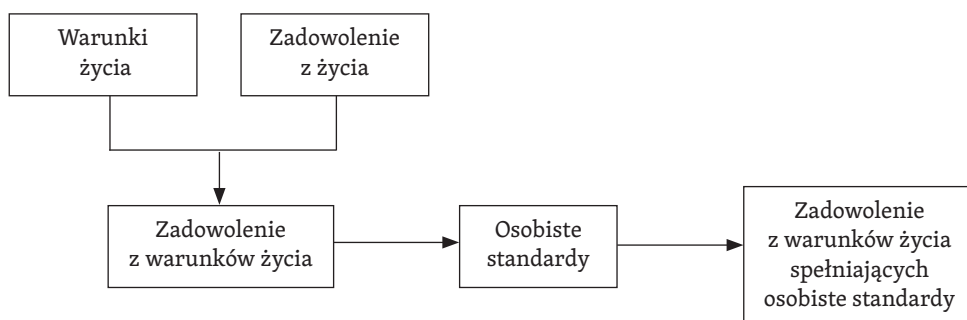 Warunki
życia
Zadowolenie
z życia
Zadowolenie
z warunków życia
Osobiste
standardy
Zadowolenie
z warunków życia
spełniających
osobiste standardy